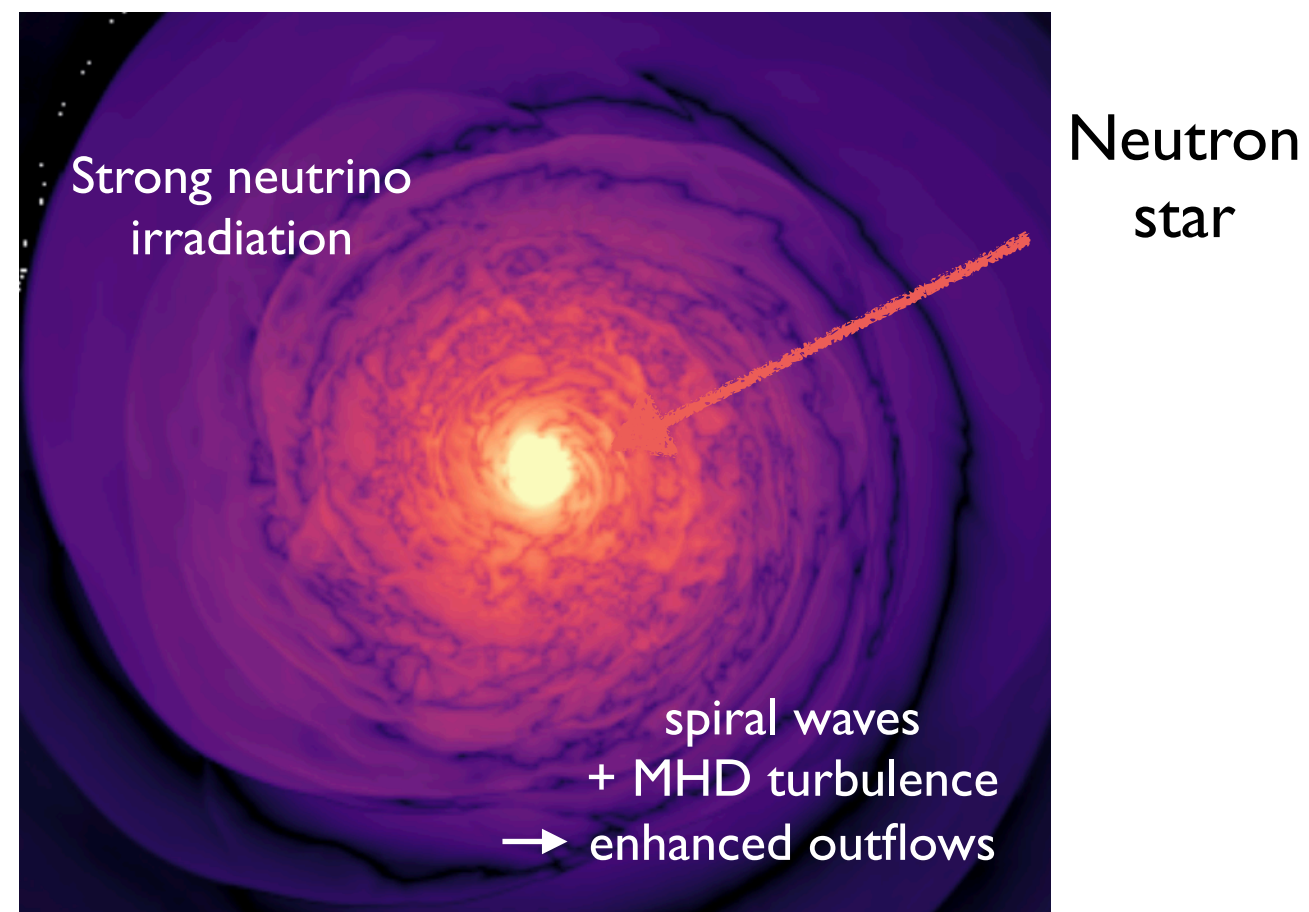 Strong neutrino
irradiation
Neutron
star
spiral waves
+ MHD turbulence
→ enhanced outflows